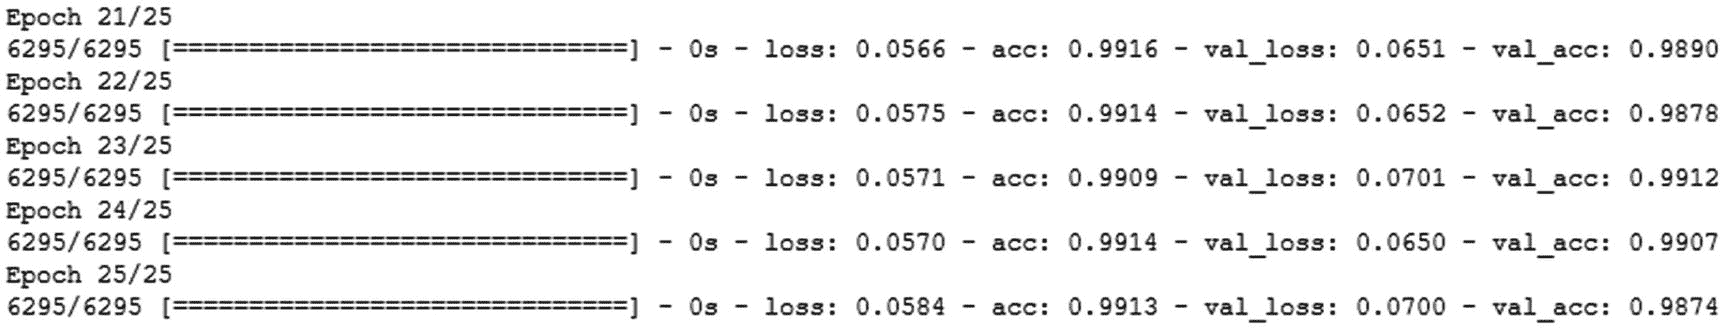 Epoch 21/25
6295/6295 [==============================] - 0s - loss: 0.0566 - acc: 0.9916 - val_loss: 0.0651 - val_acc: 0.9890
Epoch 22/25
6295/6295 [==============================] - 0s - loss: 0.0575 - acc: 0.9914 - val_loss: 0.0652 - val_acc: 0.9878
Epoch 23/25
6295/6295 [==============================] - 0s - loss: 0.0571 - acc: 0.9909 - val_loss: 0.0701 - val_acc: 0.9912
Epoch 24/25
6295/6295 [==============================] - 0s - loss: 0.0570 - acc: 0.9914 - val_loss: 0.0650 - val_acc: 0.9907
Epoch 25/25
6295/6295 [==============================] - 0s - loss: 0.0584 - acc: 0.9913 - val_loss: 0.0700 - val_acc: 0.9874